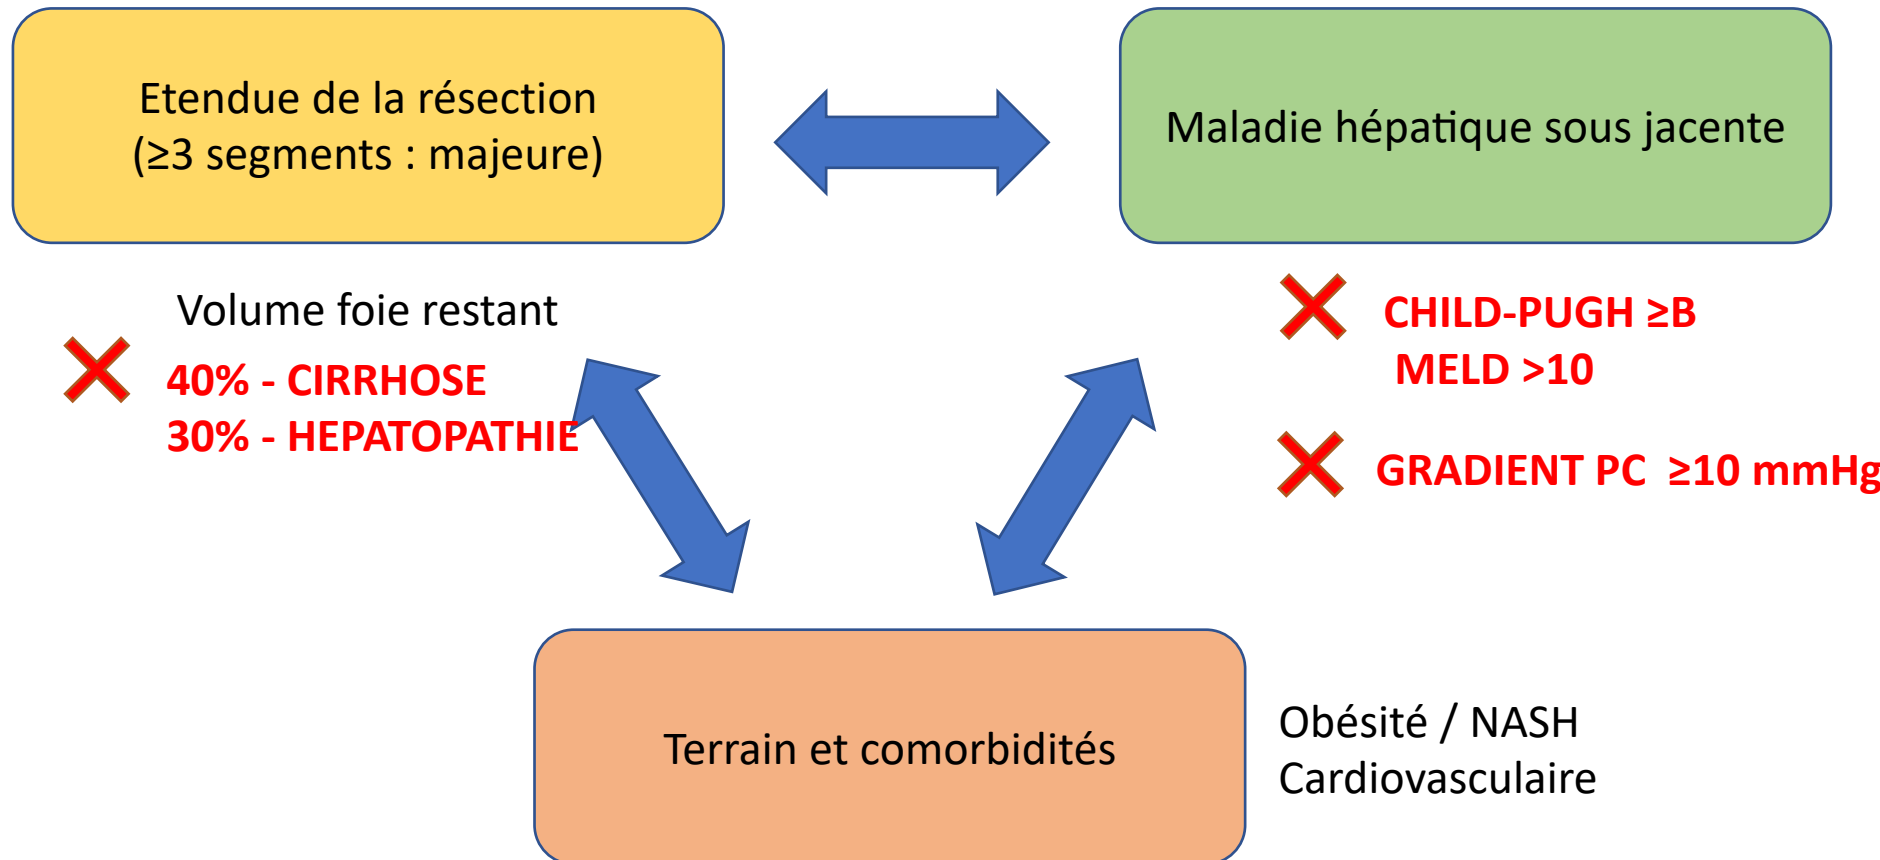 Etendue de la résection
(≥3 segments : majeure)
Maladie hépatique sous jacente
Volume foie restant
40% - CIRRHOSE
30% - HEPATOPATHIE
CHILD-PUGH ≥B
MELD >10
GRADIENT PC ≥10 mmHg
Terrain et comorbidités
Obésité / NASH
Cardiovasculaire